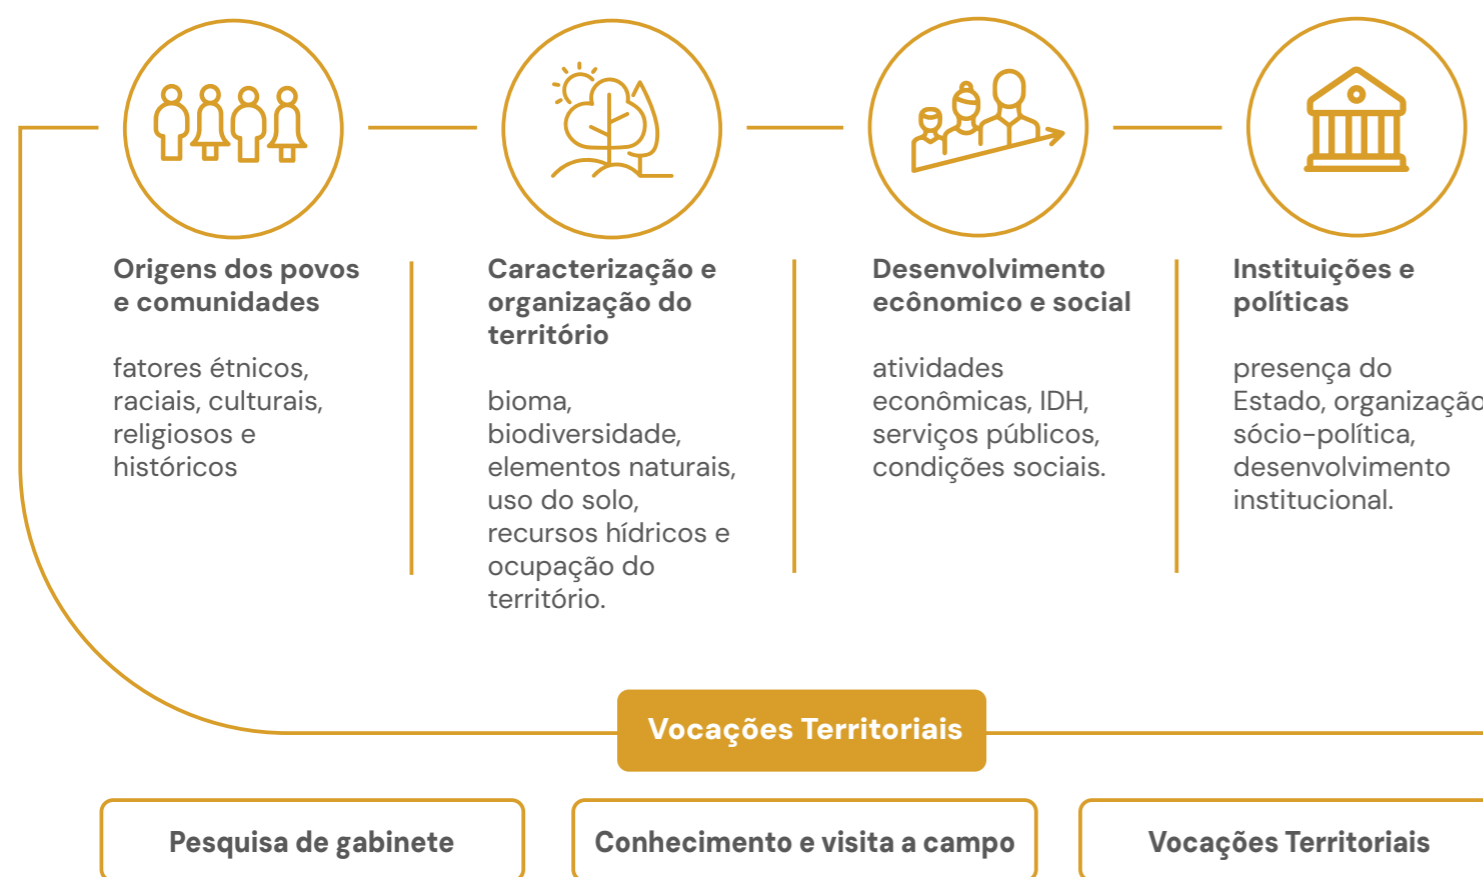 Origens dos povos
e comunidades
fatores étnicos,
raciais, culturais,
religiosos e
históricos
Caracterização e
organização do
território
bioma,
biodiversidade,
elementos naturais,
uso do solo,
recursos hídricos e
ocupação do
território.
Desenvolvimento
ecônomico e social
atividades
econômicas, IDH,
serviços públicos,
condições sociais.
Instituições e
políticas
presença do
Estado, organização
sócio-política,
desenvolvimento
institucional.
Vocações Territoriais
Pesquisa de gabinete
Conhecimento e visita a campo
Vocações Territoriais